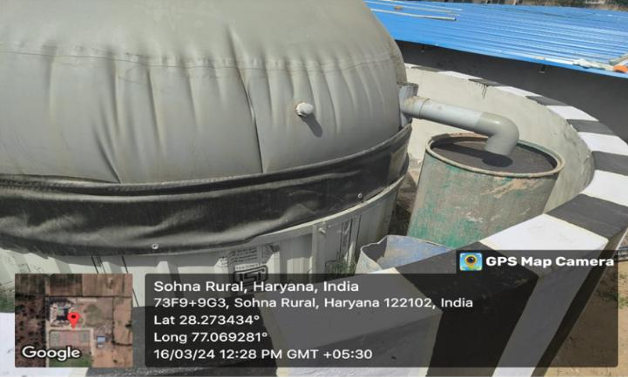 GPS Map Camera
Sohna Rural, Haryana, India
73F9+9G3, Sohna Rural, Haryana 122102, India
Lat 28.273434°
Long 77.069281°
16/03/24 12:28 PM GMT +05:30
Google